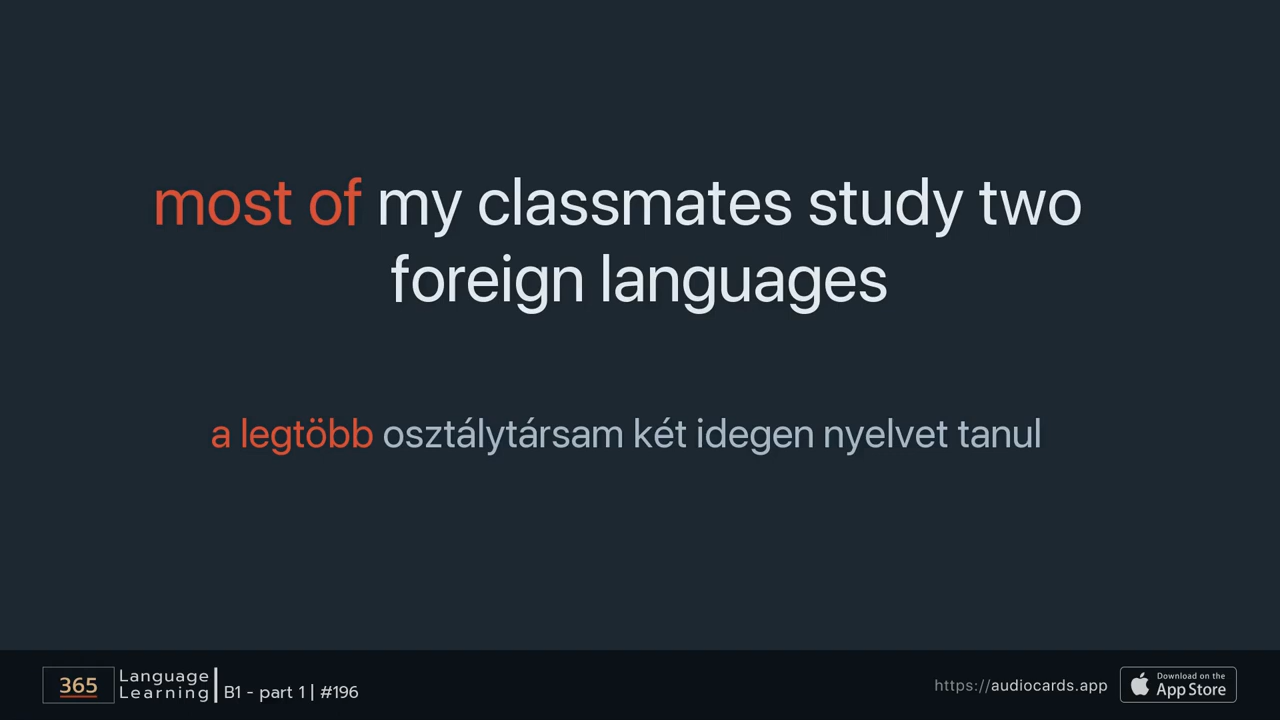 most of my classmates study two
foreign languages
a legtöbb osztálytársam két idegen nyelvet tanul
365 Language Learning B1 - part 1 | #196
https://audiocards.app
Download on the
App Store